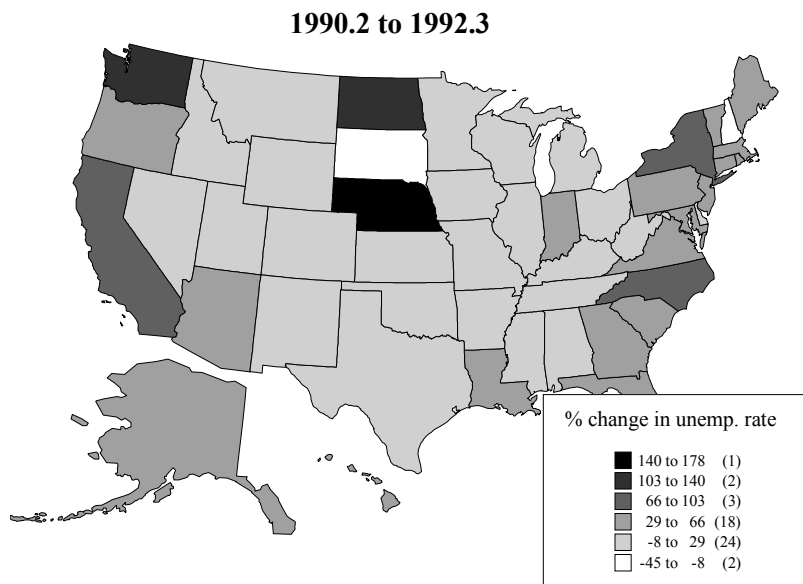 1990.2 to 1992.3
% change in unemp. rate
140 to 178 (1)
103 to 140 (2)
66 to 103 (3)
29 to 66 (18)
-8 to 29 (24)
-45 to -8 (2)